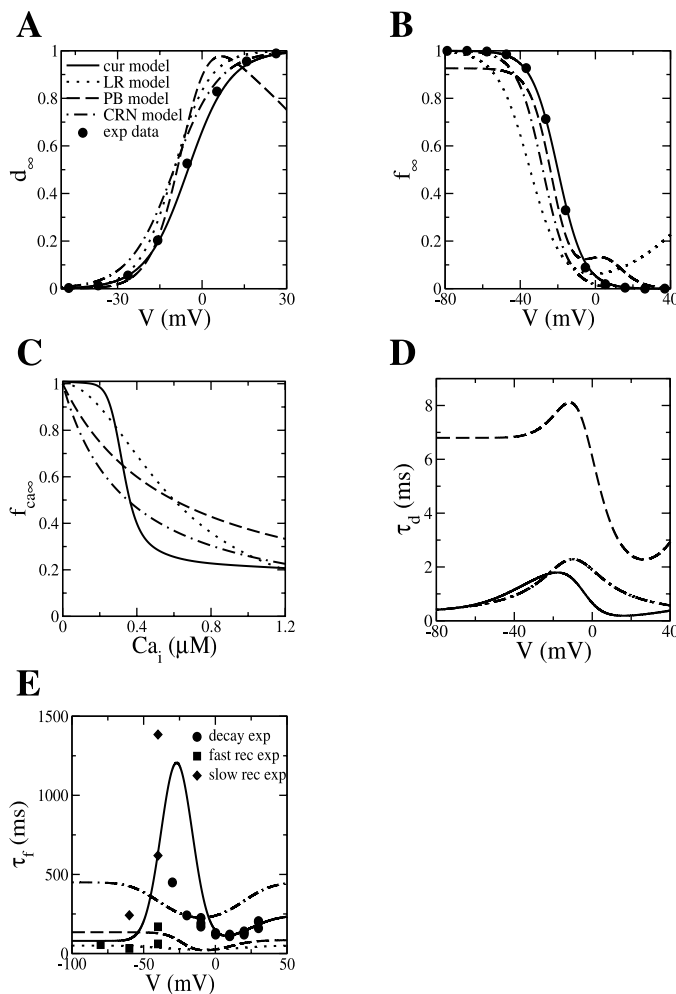 A
B
1
0.8
0.6
0.4
0.2
0
d∞
cur model
LR model
PB model
CRN model
exp data
-30
0
30
V (mV)
1
0.8
0.6
0.4
0.2
0
f∞
-80
-40
0
40
V (mV)
C
D
1
0.8
0.6
0.4
0.2
0
fca∞
0
0.4
0.8
1.2
Cai (μM)
8
6
4
2
0
τd (ms)
-80
-40
0
40
V (mV)
E
1500
1250
1000
750
500
250
0
τf (ms)
decay exp
fast rec exp
slow rec exp
-100
-50
0
50
V (mV)